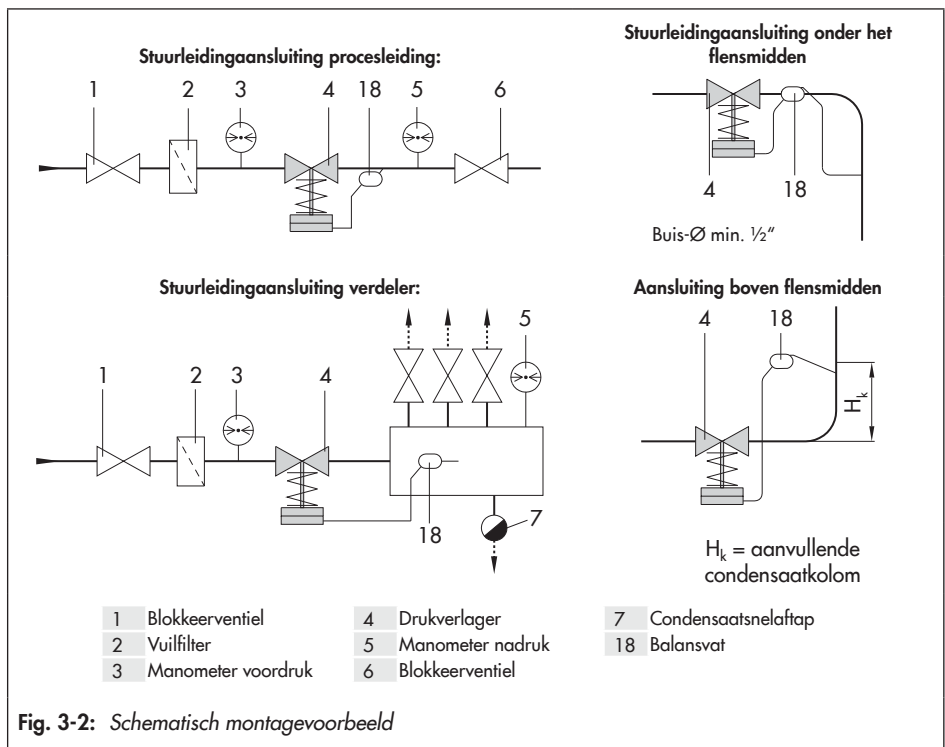 Stuurleidingaansluiting procesleiding:
1 2 3 4 18 5 6
Stuurleidingaansluiting onder het
flensmidden
4 18
Buis-Ø min. ½"
Stuurleidingaansluiting verdeler:
1 2 3 4 5
18 7
Aansluiting boven flensmidden
4 18
Hk
Hk = aanvullende
condensaatkolom
1 Blokkeerventiel
2 Vuilfilter
3 Manometer voordruk
4 Drukverlager
5 Manometer nadruk
6 Blokkeerventiel
7 Condensaatsnelaftap
18 Balansvat
Fig. 3-2: Schematisch montagevoorbeeld